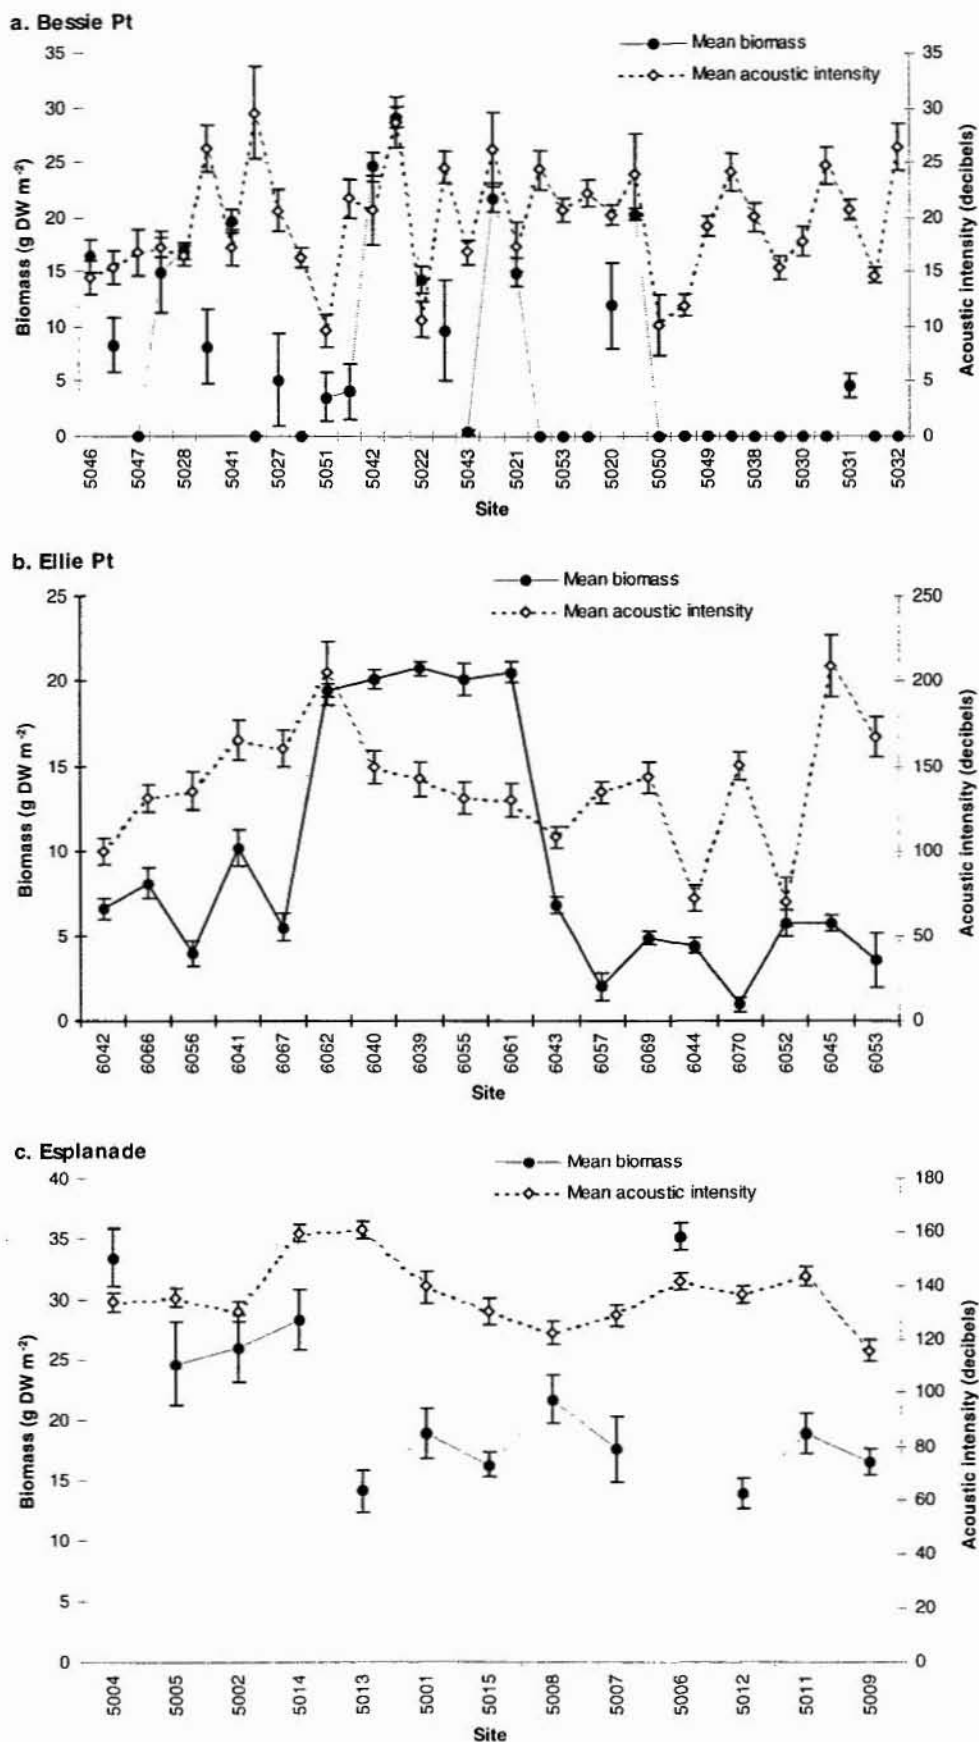 a. Bessie Pt
Mean biomass
Mean acoustic intensity
35 35
30 30
25 25
20 20
15 15
10 10
5 5
0 0
Biomass (g DW m⁻²)
Acoustic intensity (decibels)
5046 5047 5028 5041 5027 5051 5042 5022 5043 5021 5053 5020 5050 5049 5038 5030 5031 5032
Site
b. Ellie Pt
Mean biomass
Mean acoustic intensity
25 250
20 200
15 150
10 100
5 50
0 0
Biomass (g DW m⁻²)
Acoustic intensity (decibels)
6042 6066 6056 6041 6067 6062 6040 6039 6055 6061 6043 6057 6069 6044 6070 6052 6045 6053
Site
c. Esplanade
Mean biomass
Mean acoustic intensity
40 180
35 160
30 140
25 120
20 100
15 80
10 60
5 40
0 20
0
Biomass (g DW m⁻²)
Acoustic intensity (decibels)
5004 5005 5002 5014 5013 5001 5015 5008 5007 5006 5012 5011 5009
Site